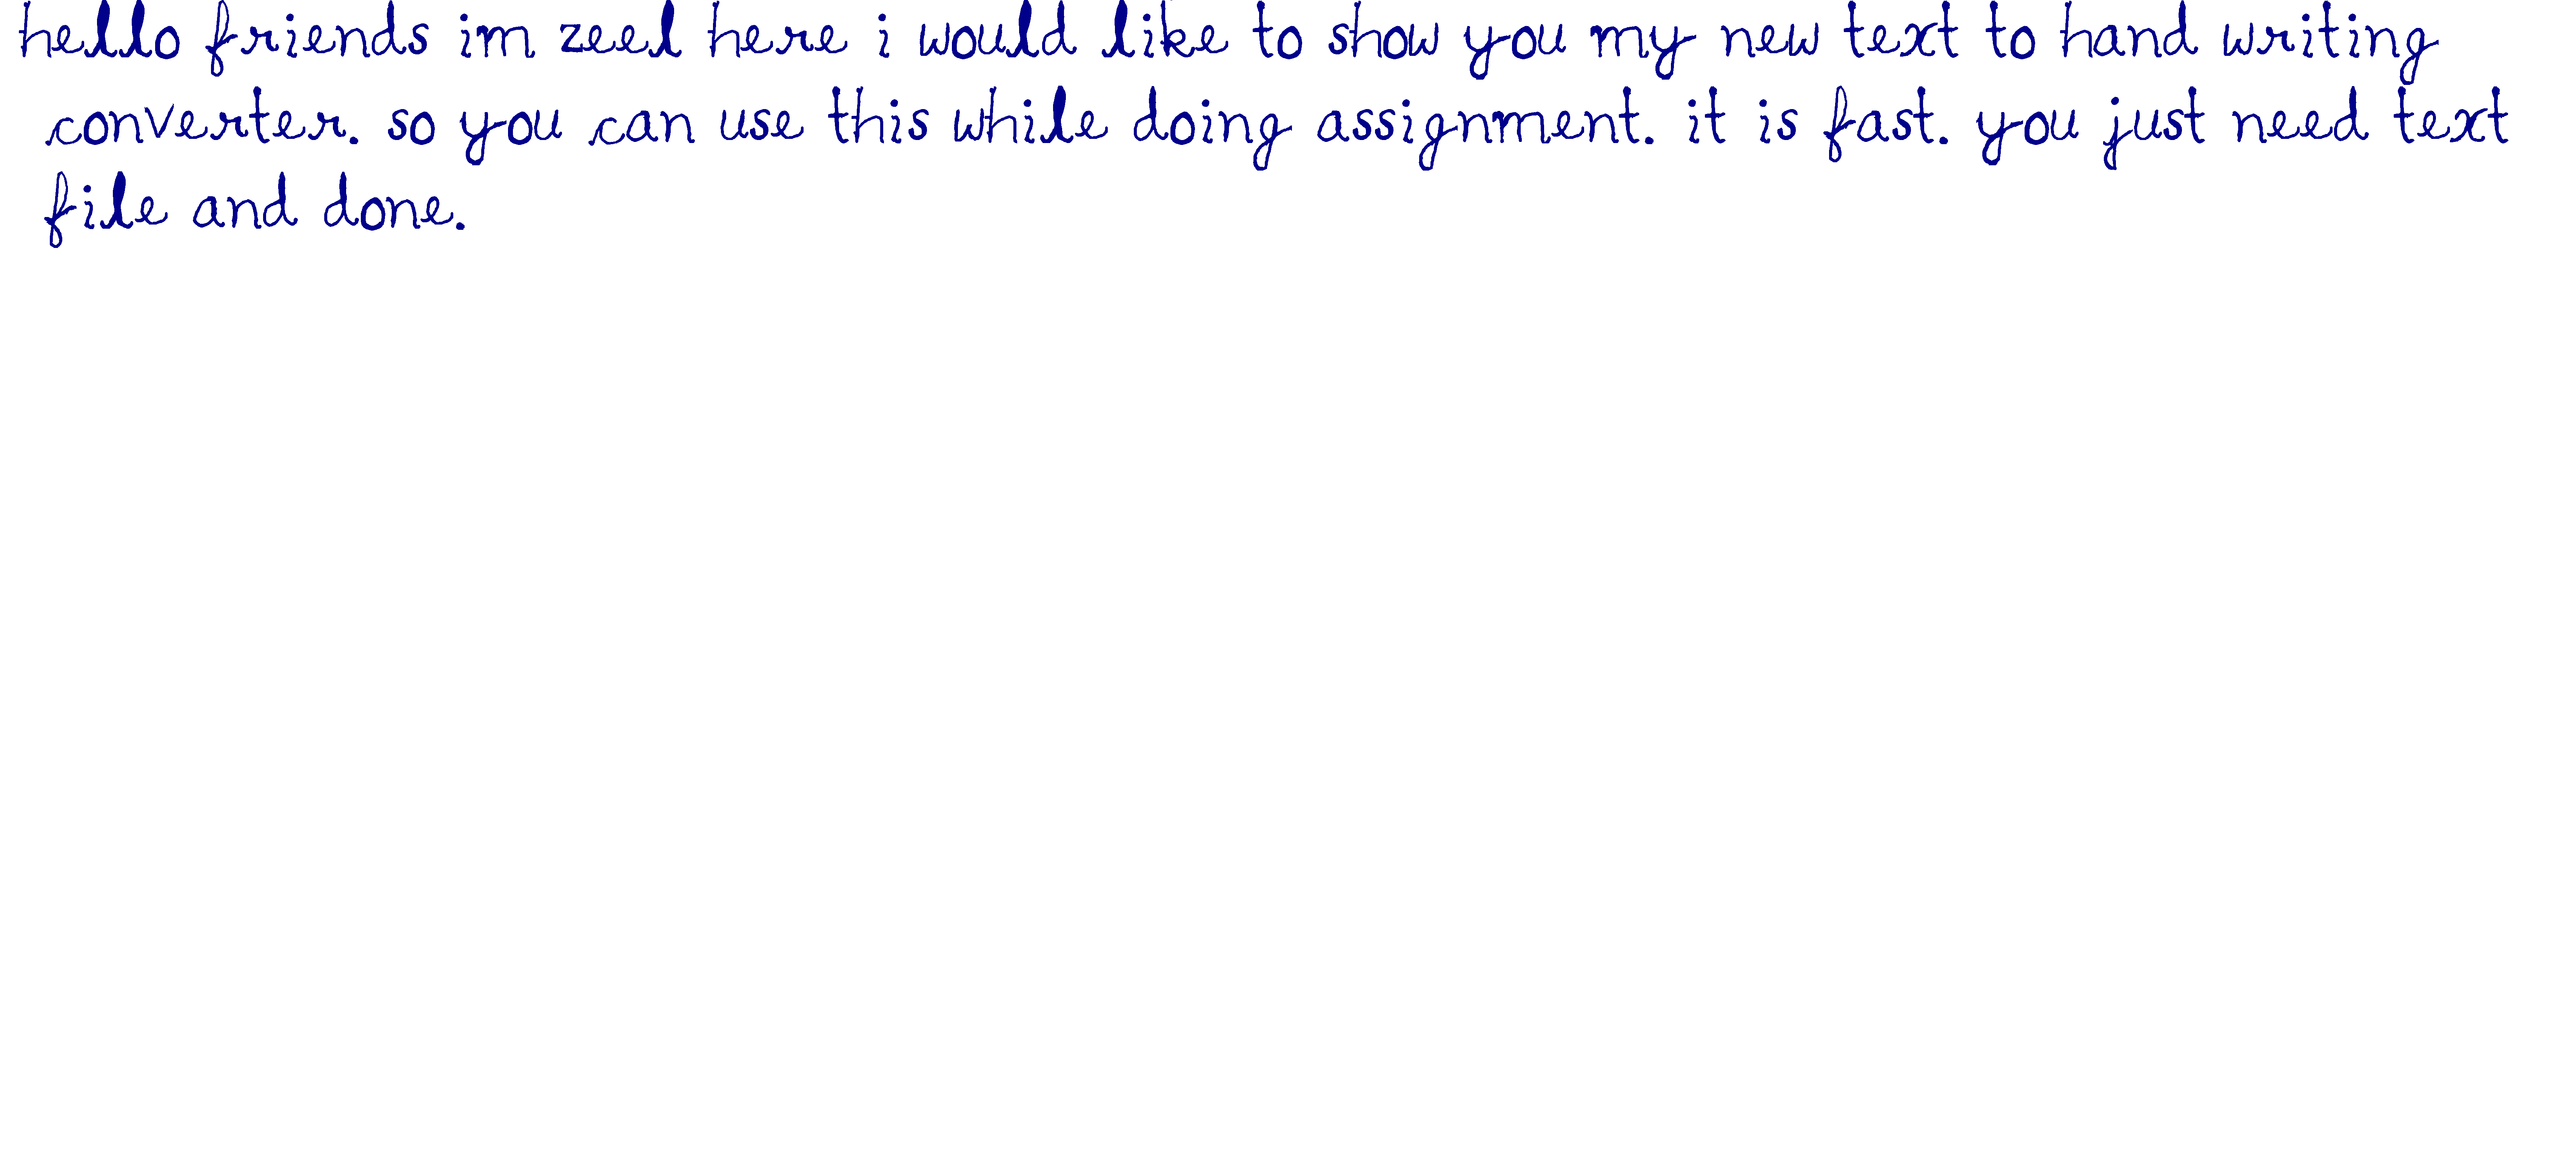 hello friends im zeel here i would like to show you my new text to hand writing
converter. so you can use this while doing assignment. it is fast. you just need text
file and done.